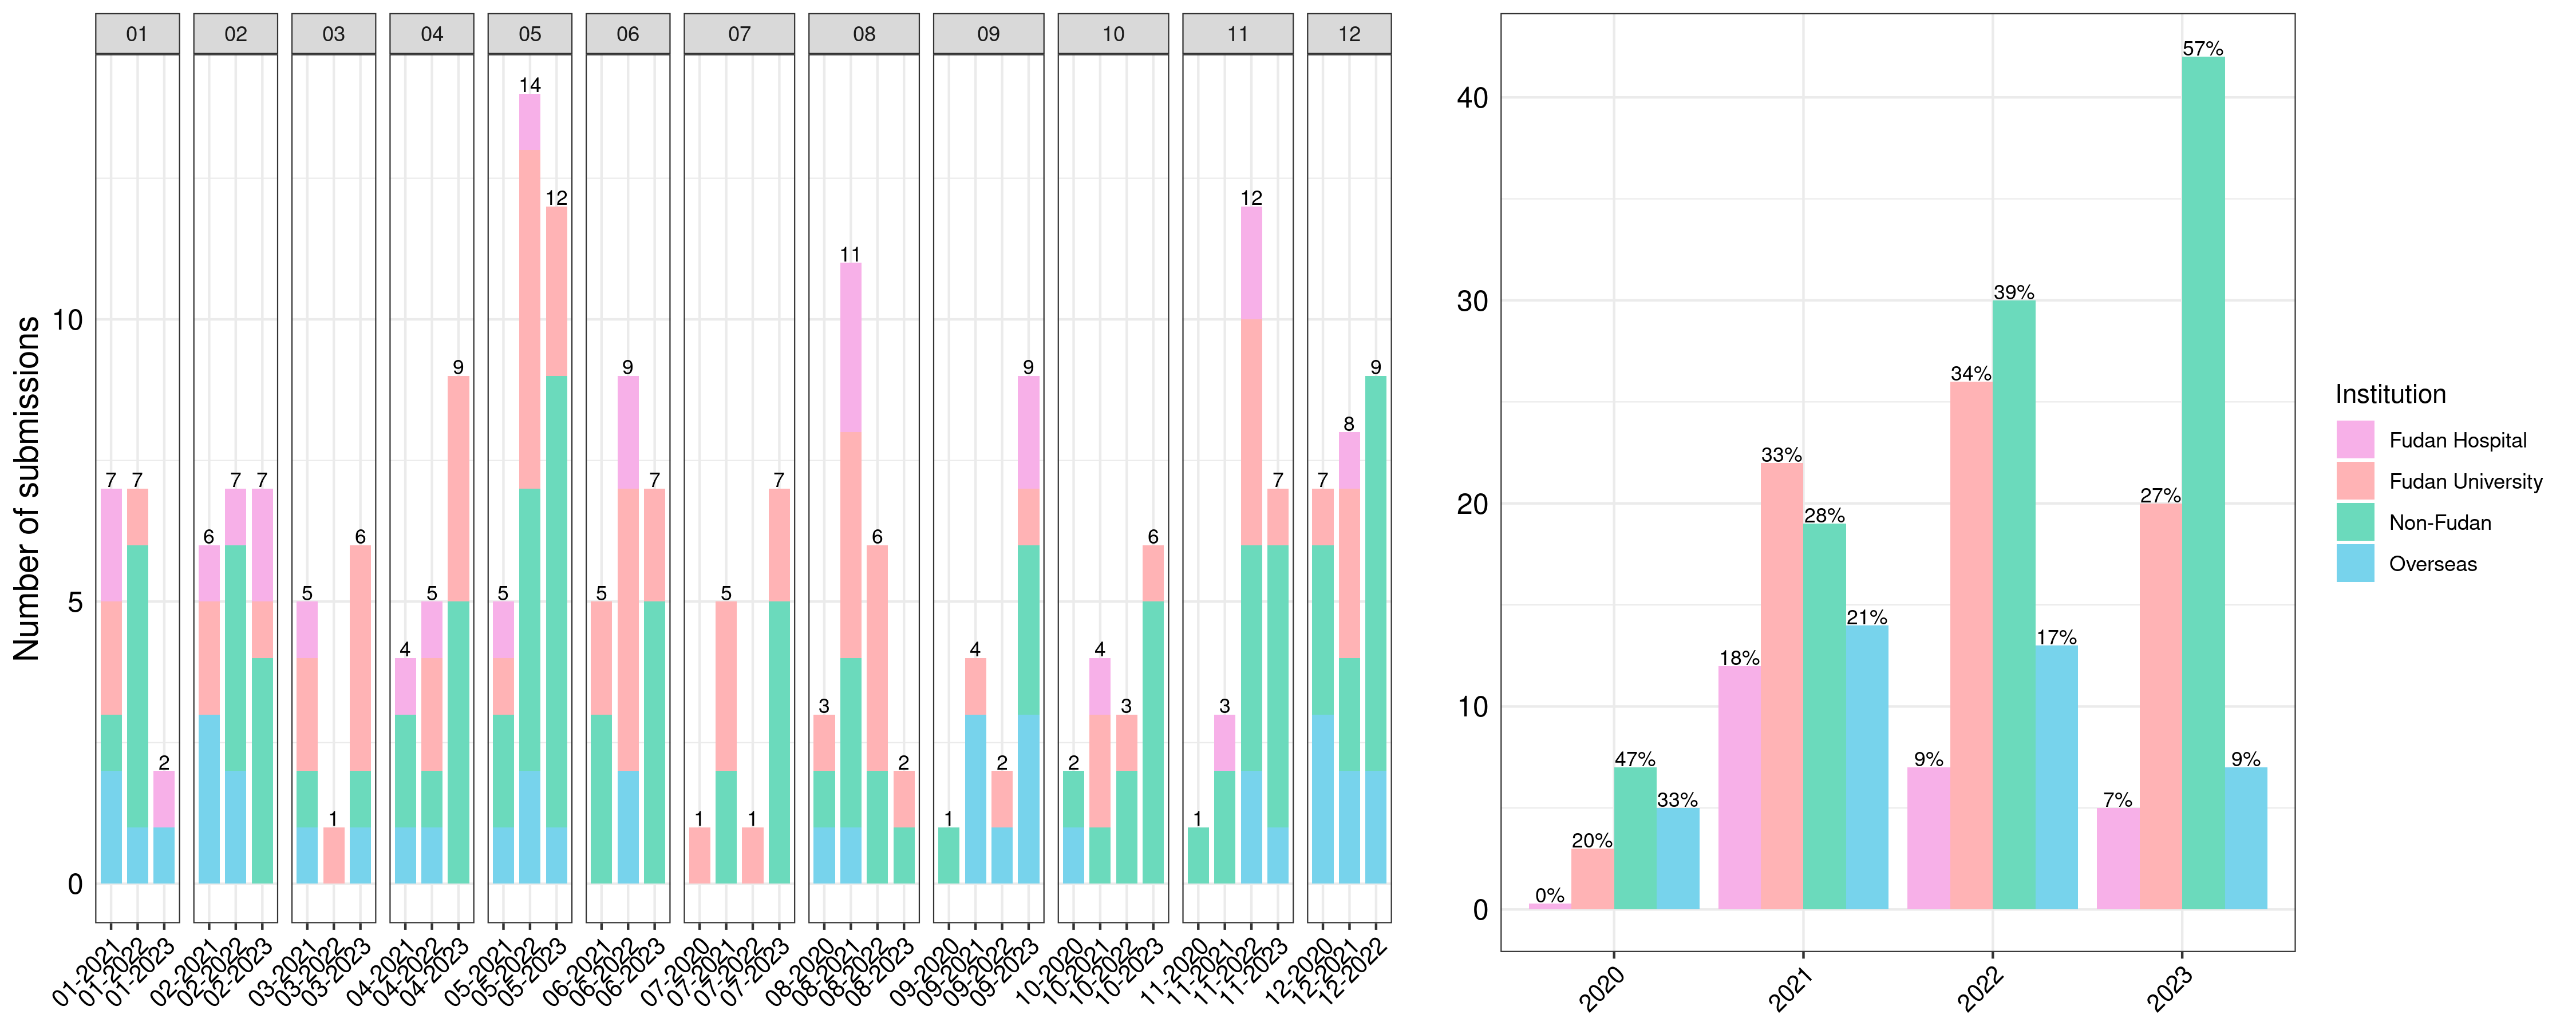 01 02 03 04 05 06 07 08 09 10 11 12
Number of submissions
10
5
0
7 7 2
6 7 7
5 1 6
4 5 9
5 14 12
5 9 7
1 5 1 7
3 11 6 2
1 4 2 9
2 4 3 6
1 3 12 7
7 8 9
01-2021 01-2022 01-2023
02-2021 02-2022 02-2023
03-2021 03-2022 03-2023
04-2021 04-2022 04-2023
05-2021 05-2022 05-2023
06-2021 06-2022 06-2023
07-2020 07-2021 07-2022 07-2023
08-2020 08-2021 08-2022 08-2023
09-2020 09-2021 09-2022 09-2023
10-2020 10-2021 10-2022 10-2023
11-2020 11-2021 11-2022 11-2023
12-2020 12-2021 12-2022
40
30
20
10
0
0% 20% 47% 33%
18% 33% 28% 21%
9% 34% 39% 17%
7% 27% 57% 9%
2020 2021 2022 2023
Institution
Fudan Hospital
Fudan University
Non-Fudan
Overseas